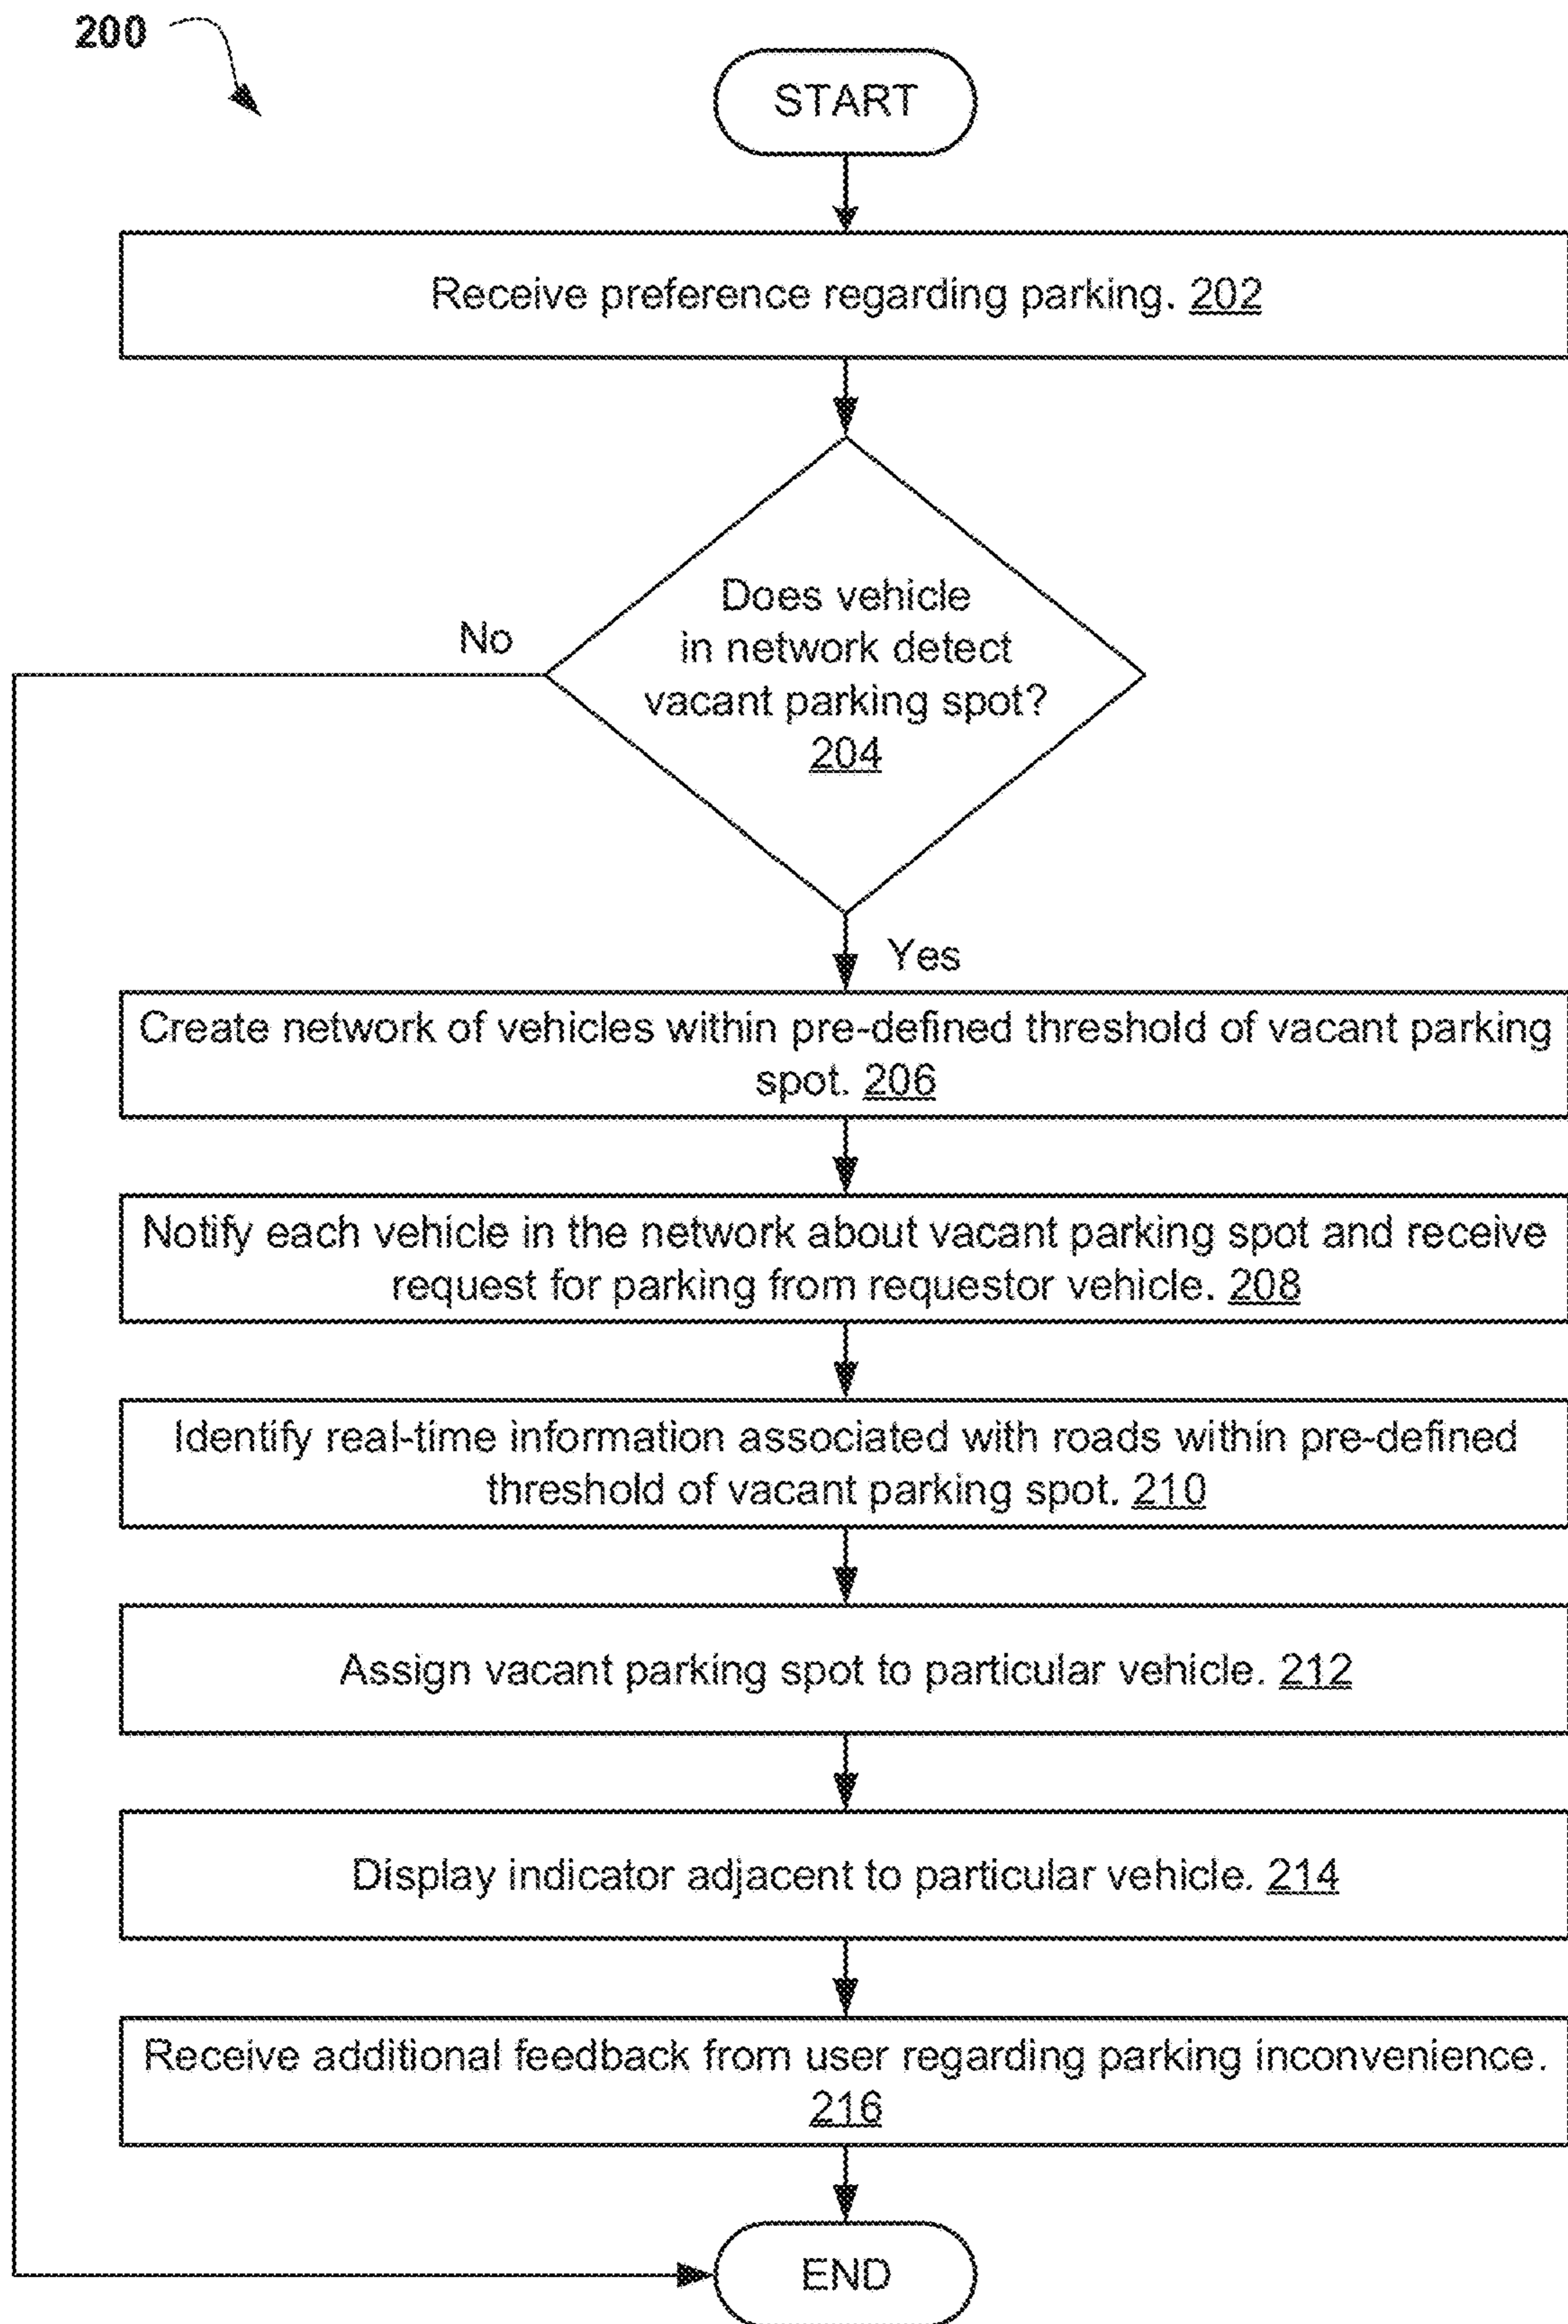 200
START
Receive preference regarding parking. 202
Does vehicle
in network detect
vacant parking spot?
204
No
Yes
Create network of vehicles within pre-defined threshold of vacant parking
spot. 206
Notify each vehicle in the network about vacant parking spot and receive
request for parking from requestor vehicle. 208
Identify real-time information associated with roads within pre-defined
threshold of vacant parking spot. 210
Assign vacant parking spot to particular vehicle. 212
Display indicator adjacent to particular vehicle. 214
Receive additional feedback from user regarding parking inconvenience.
216
END